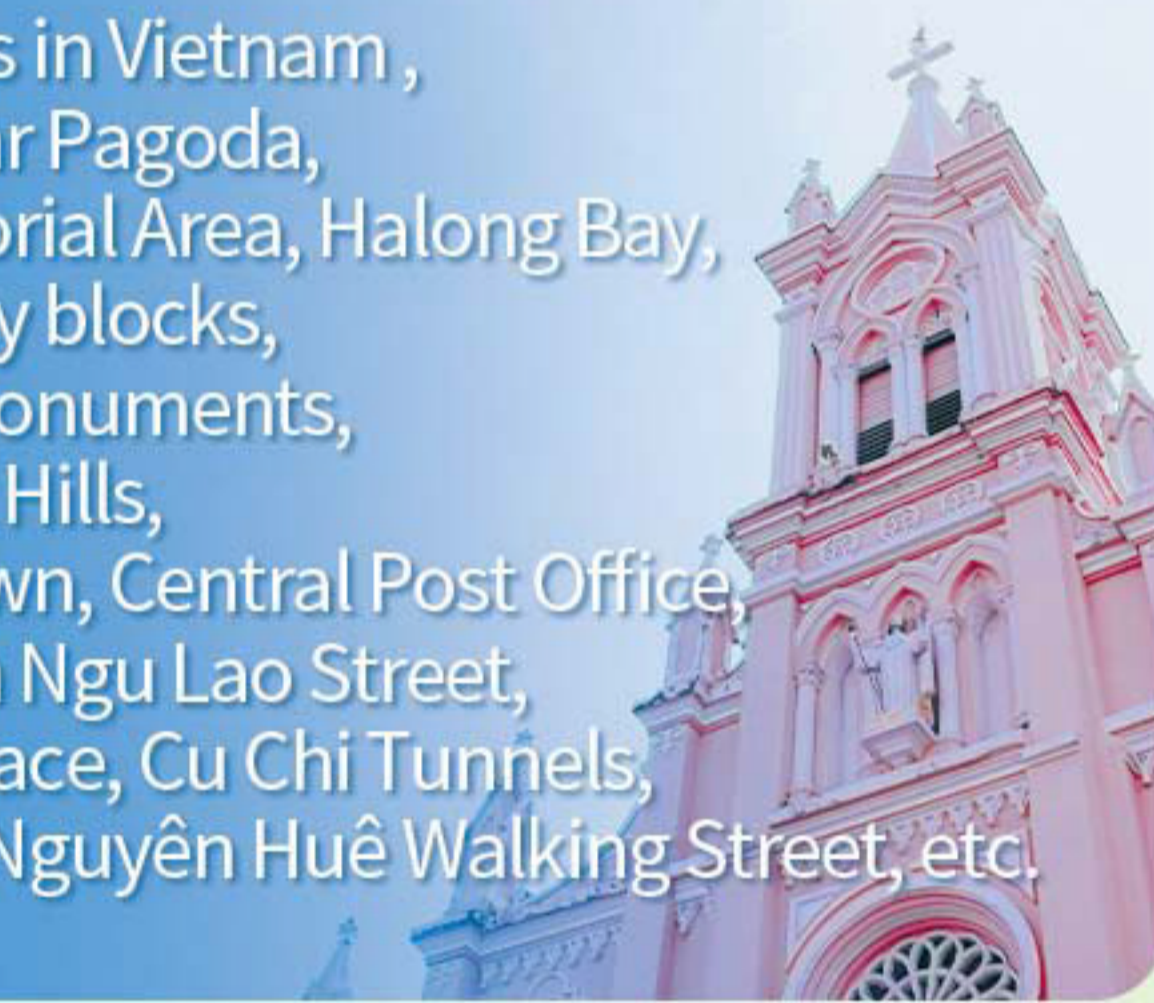 s in Vietnam ,
ar Pagoda,
orial Area, Halong Bay,
y blocks,
onuments,
Hills,
wn, Central Post Office,
Ngu Lao Street,
ace, Cu Chi Tunnels,
Nguyên Huê Walking Street, etc.